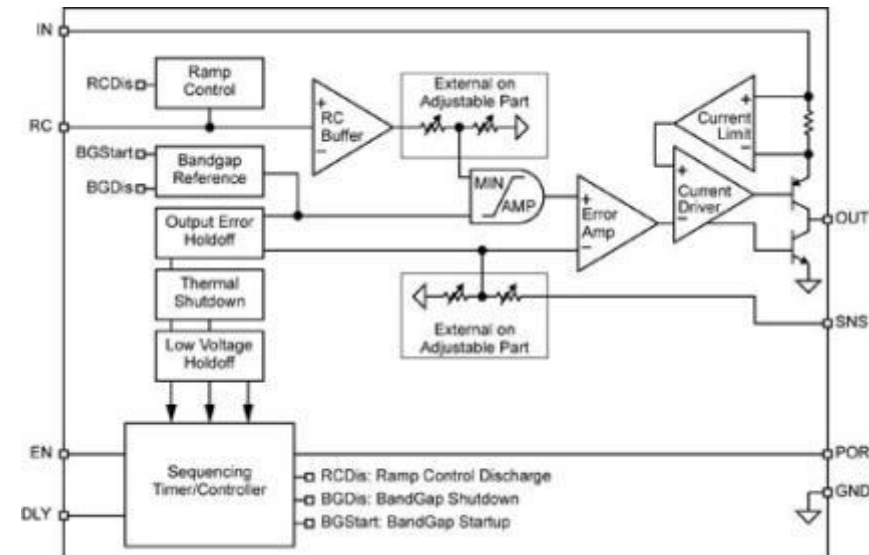 IN
RCDis
Ramp
Control
External on
Adjustable Part
+
Current
Limit
−
RC
+
RC
Buffer
−
BGStart
BGDis
Bandgap
Reference
MIN
AMP
+
Current
Driver
−
Output Error
Holdoff
+
Error
Amp
−
OUT
Thermal
Shutdown
External on
Adjustable Part
SNS
Low Voltage
Holdoff
EN
POR
Sequencing
Timer/Controller
RCDis: Ramp Control Discharge
BGDis: BandGap Shutdown
BGStart: BandGap Startup
GND
DLY